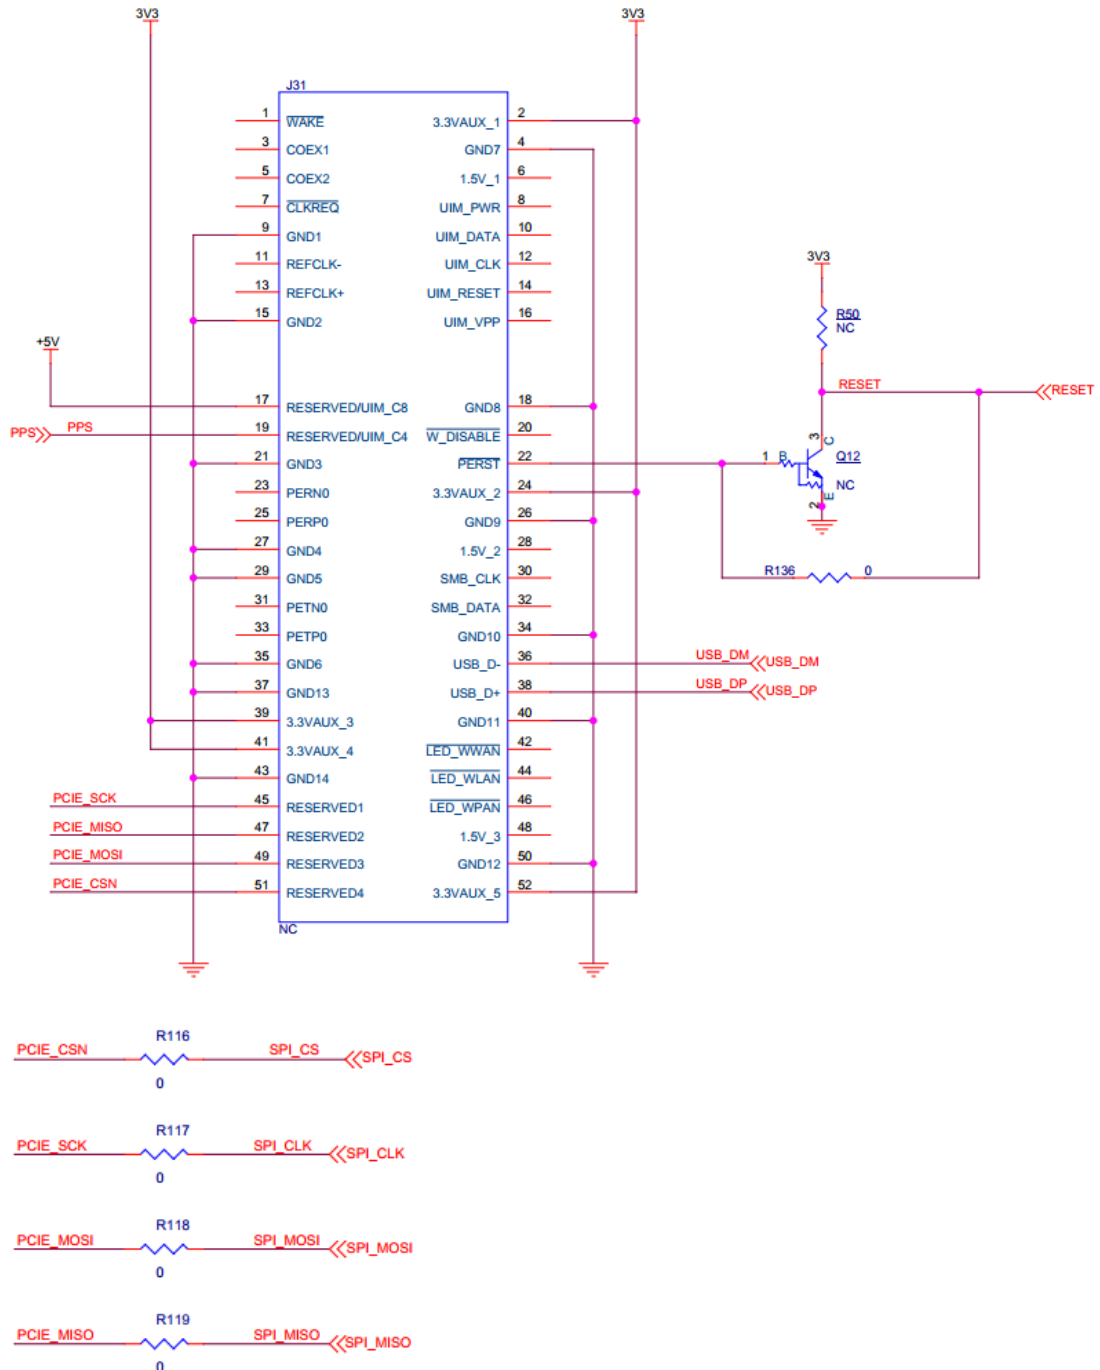 3V3
3V3
J31
1 WAKE
3.3VAUX_1 2
3 COEX1
GND7 4
5 COEX2
1.5V_1 6
7 CLKREQ
UIM_PWR 8
9 GND1
UIM_DATA 10
11 REFCLK-
UIM_CLK 12
13 REFCLK+
UIM_RESET 14
15 GND2
UIM_VPP 16
3V3
R50
NC
+5V
RESET
RESET
17 RESERVED/UIM_C8
GND8 18
PPS PPS
19 RESERVED/UIM_C4
W_DISABLE 20
21 GND3
PERST 22
1 B
3 C
Q12
NC
2 E
23 PERN0
3.3VAUX_2 24
25 PERP0
GND9 26
27 GND4
1.5V_2 28
29 GND5
SMB_CLK 30
R136 0
31 PETN0
SMB_DATA 32
33 PETP0
GND10 34
35 GND6
USB_D- 36
USB_DM USB_DM
37 GND13
USB_D+ 38
USB_DP USB_DP
39 3.3VAUX_3
GND11 40
41 3.3VAUX_4
LED_WWAN 42
43 GND14
LED_WLAN 44
PCIE_SCK 45 RESERVED1
LED_WPAN 46
PCIE_MISO 47 RESERVED2
1.5V_3 48
PCIE_MOSI 49 RESERVED3
GND12 50
PCIE_CSN 51 RESERVED4
3.3VAUX_5 52
NC
R116
PCIE_CSN SPI_CS SPI_CS
0
R117
PCIE_SCK SPI_CLK SPI_CLK
0
R118
PCIE_MOSI SPI_MOSI SPI_MOSI
0
R119
PCIE_MISO SPI_MISO SPI_MISO
0